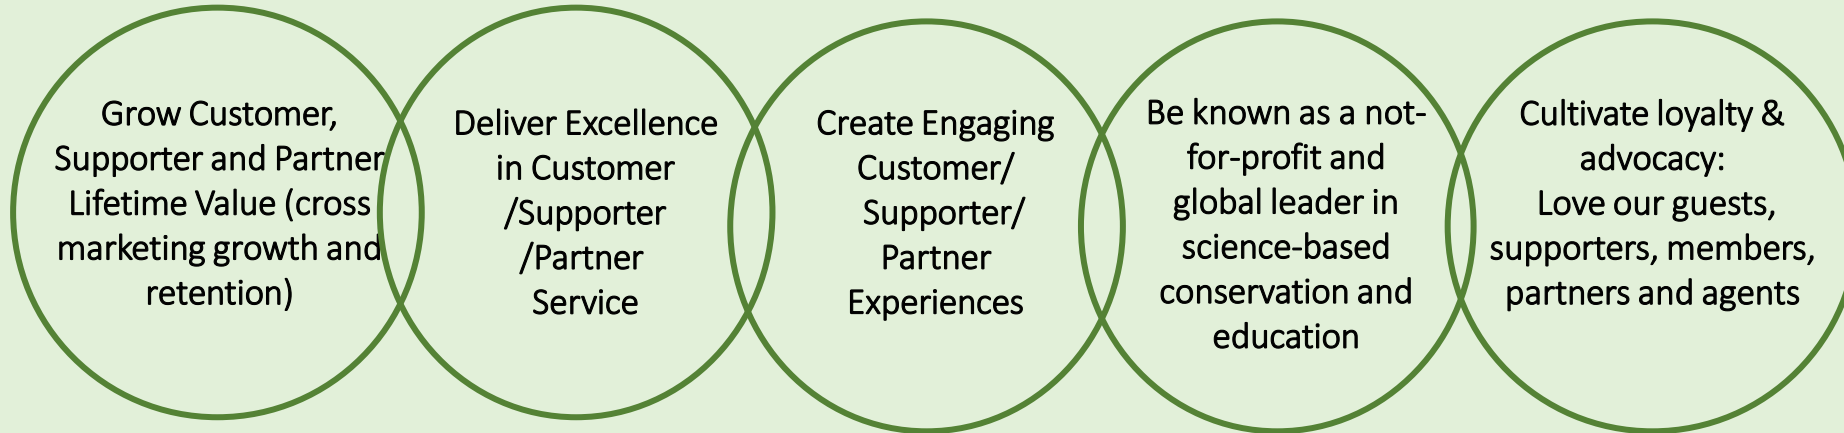 Grow Customer,
Supporter and Partner
Lifetime Value (cross
marketing growth and
retention)
Deliver Excellence
in Customer
/Supporter
/Partner
Service
Create Engaging
Customer/
Supporter/
Partner
Experiences
Be known as a not-
for-profit and
global leader in
science-based
conservation and
education
Cultivate loyalty &
advocacy:
Love our guests,
supporters, members,
partners and agents